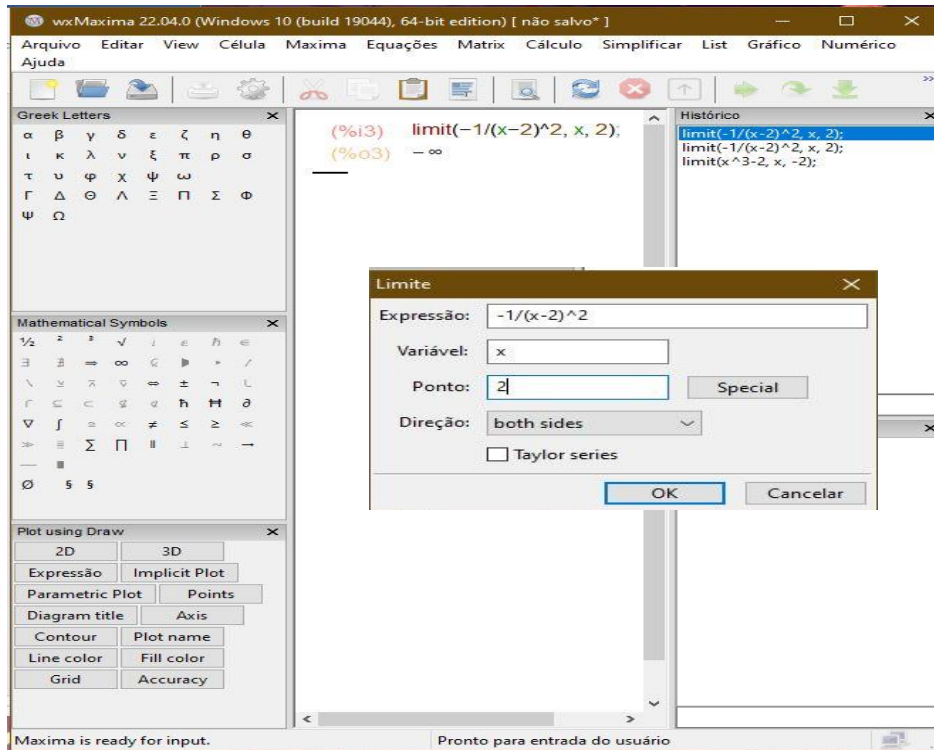 wxMaxima 22.04.0 (Windows 10 (build 19044), 64-bit edition) [ não salvo* ]
Arquivo Editar View Célula Maxima Equações Matrix Cálculo Simplificar List Gráfico Numérico
Ajuda
Greek Letters
α β γ δ ε ζ η θ
ι κ λ ν ξ π ρ σ
τ υ φ χ ψ ω
Γ Δ Θ Λ Ξ Π Σ Φ
Ψ Ω
(%i3) limit(−1/(x−2)^2, x, 2);
(%o3) −∞
Histórico
limit(-1/(x-2)^2, x, 2);
limit(-1/(x-2)^2, x, 2);
limit(x^3-2, x, -2);
Limite
Expressão: -1/(x-2)^2
Variável: x
Ponto: 2 Special
Direção: both sides
Taylor series
OK Cancelar
Mathematical Symbols
½ ² ³ √
∃ ∄ ⇒ ∞
⇔ ± ¬
ħ Ħ ∂
∇ ∫ ≠ ≤ ≥
Σ ∏ →
Ø § §
Plot using Draw
2D 3D
Expressão Implicit Plot
Parametric Plot Points
Diagram title Axis
Contour Plot name
Line color Fill color
Grid Accuracy
Maxima is ready for input. Pronto para entrada do usuário